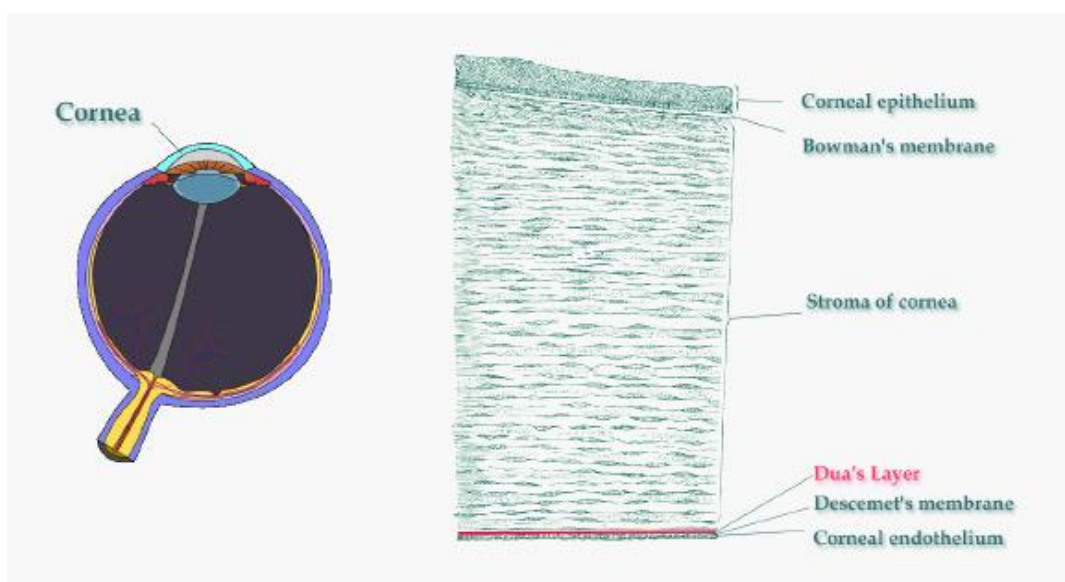 Cornea
Corneal epithelium
Bowman's membrane
Stroma of cornea
Dua's Layer
Descemet's membrane
Corneal endothelium